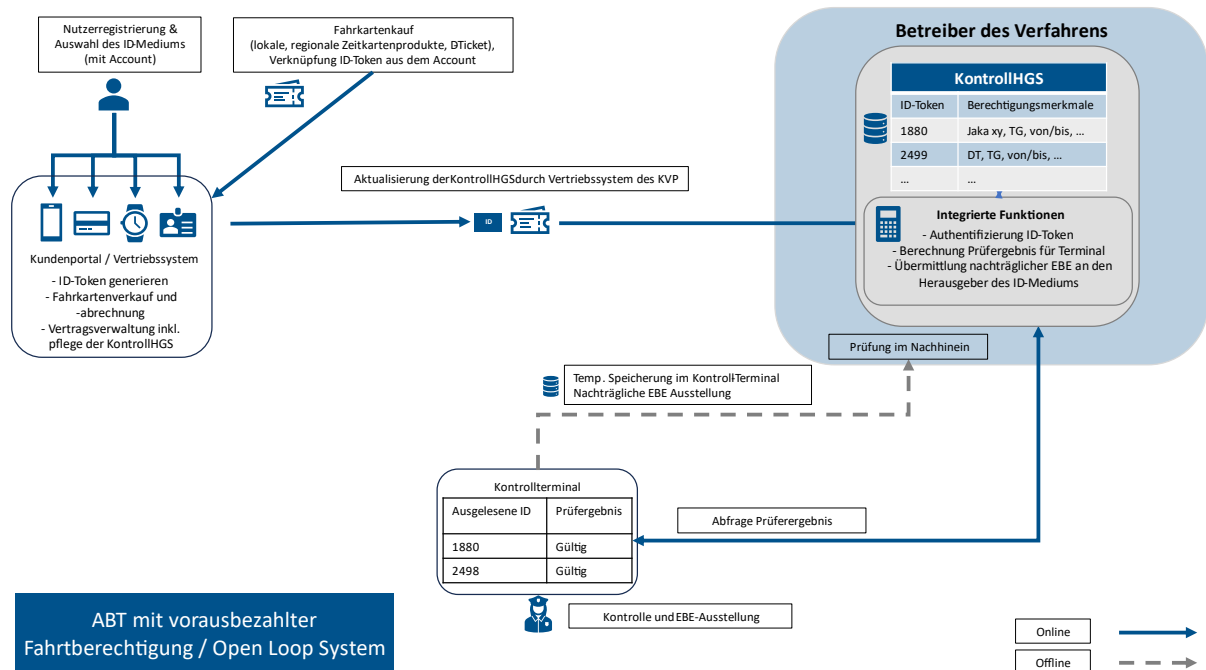 Nutzerregistrierung &
Auswahl des ID-Mediums
(mit Account)
Fahrkartenkauf
(lokale, regionale Zeitkartenprodukte, D-Ticket),
Verknüpfung ID-Token aus dem Account
Betreiber des Verfahrens
KontrollHGS
ID-Token Berechtigungsmerkmale
1880 Jaka xy, TG, von/bis, ...
2499 DT, TG, von/bis, ...
... ...
Aktualisierung der KontrollHGS durch Vertriebssystem des KVP
ID
Integrierte Funktionen
- Authentifizierung ID-Token
- Berechnung Prüfergebnis für Terminal
- Übermittlung nachträglicher EBE an den
Herausgeber des ID-Mediums
Kundenportal / Vertriebssystem
- ID-Token generieren
- Fahrkartenverkauf und
-abrechnung
- Vertragsverwaltung inkl.
pflege der KontrollHGS
Prüfung im Nachhinein
Temp. Speicherung im Kontroll-Terminal
Nachträgliche EBE Ausstellung
Kontrollterminal
Ausgelesene ID Prüfergebnis
1880 Gültig
2498 Gültig
Abfrage Prüferergebnis
Kontrolle und EBE-Ausstellung
ABT mit vorausbezahlter
Fahrtberechtigung / Open Loop System
Online
Offline